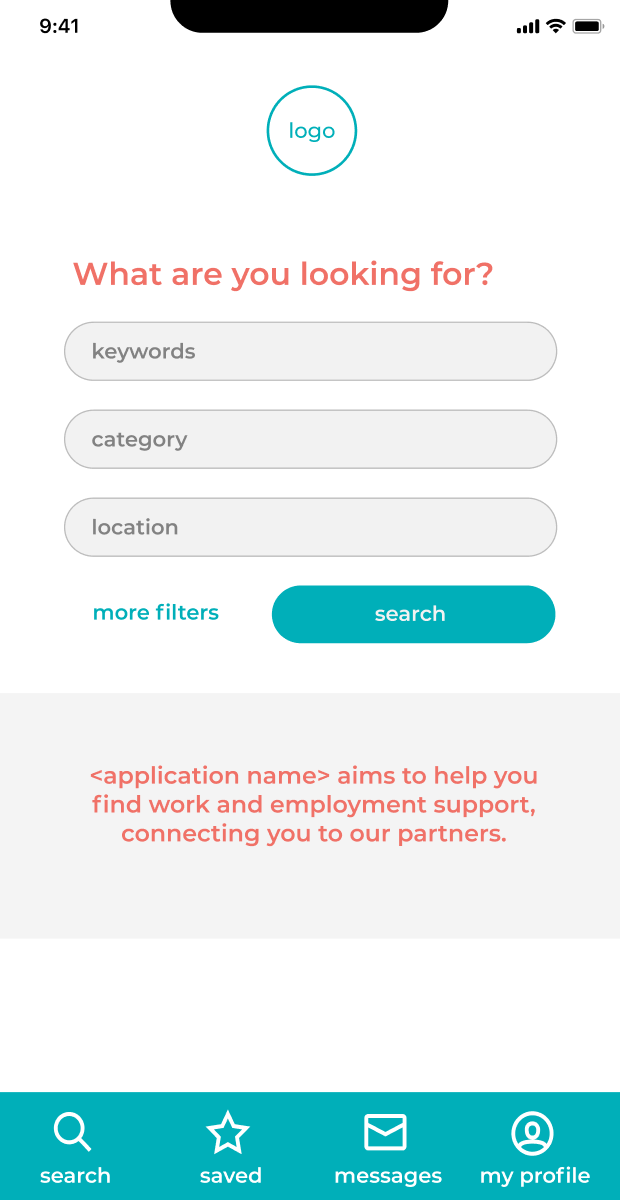 9:41
logo
What are you looking for?
keywords
category
location
more filters
search
<application name> aims to help you
find work and employment support,
connecting you to our partners.
search
saved
messages
my profile